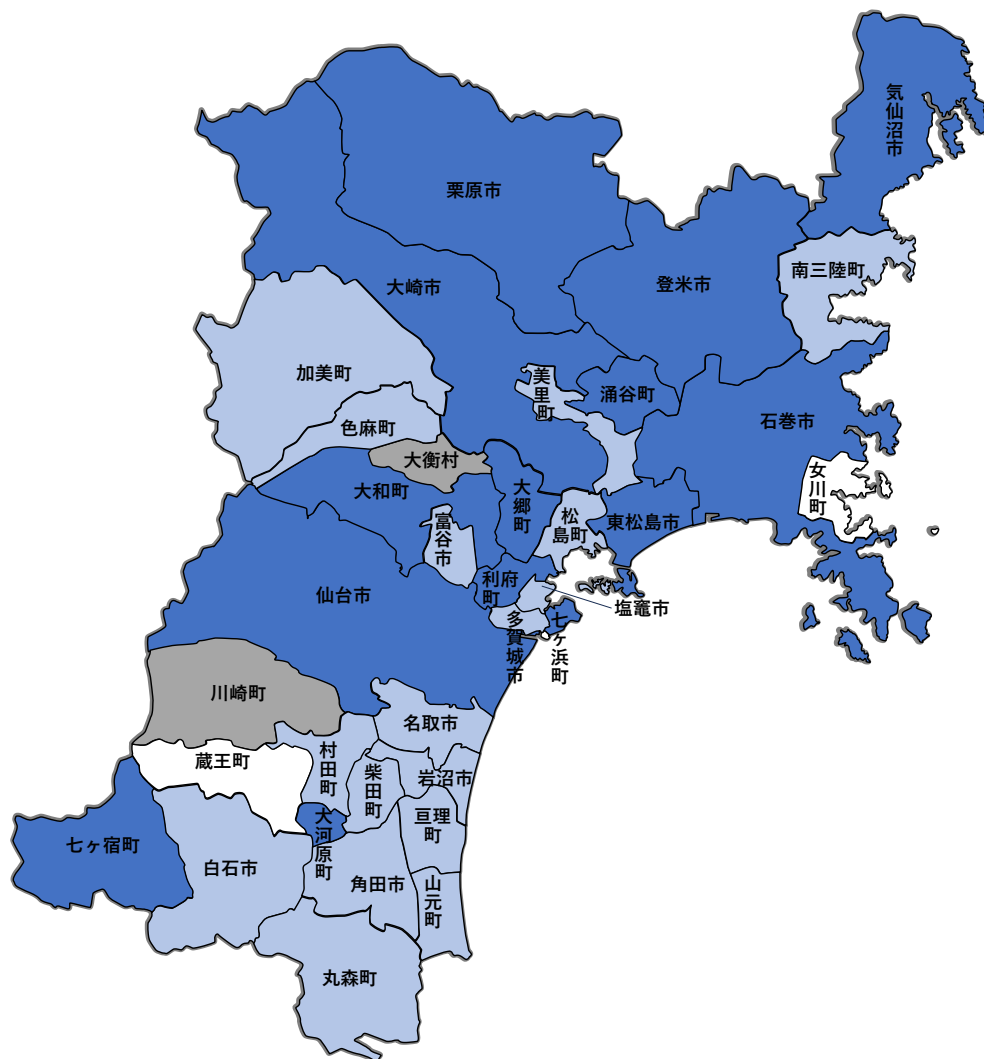 気仙沼市
栗原市
南三陸町
登米市
大崎市
加美町
美里町
涌谷町
石巻市
色麻町
大衡村
女川町
大和町
大郷町
松島町
東松島市
富谷市
利府町
仙台市
塩竈市
多賀城市
七ヶ浜町
川崎町
名取市
蔵王町
村田町
柴田町
岩沼市
大河原町
亘理町
七ヶ宿町
白石市
角田市
山元町
丸森町